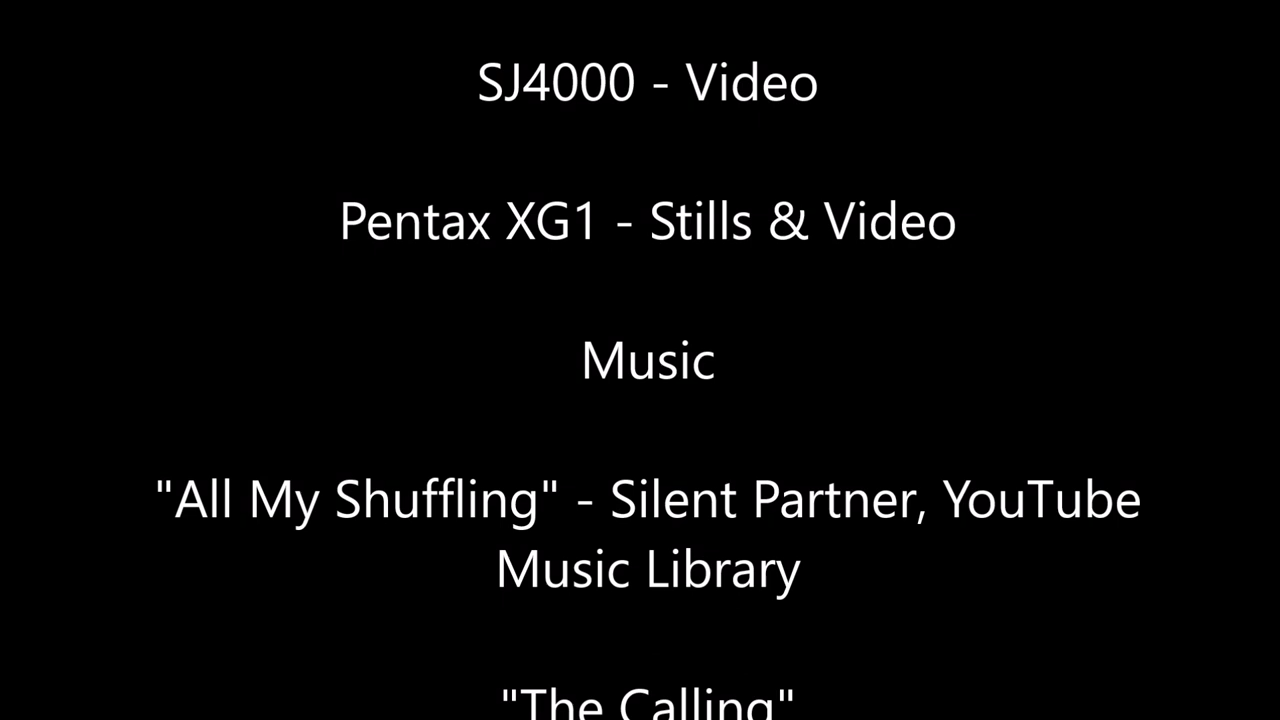 SJ4000 - Video
Pentax XG1 - Stills & Video
Music
"All My Shuffling" - Silent Partner, YouTube
Music Library
"The Calling"